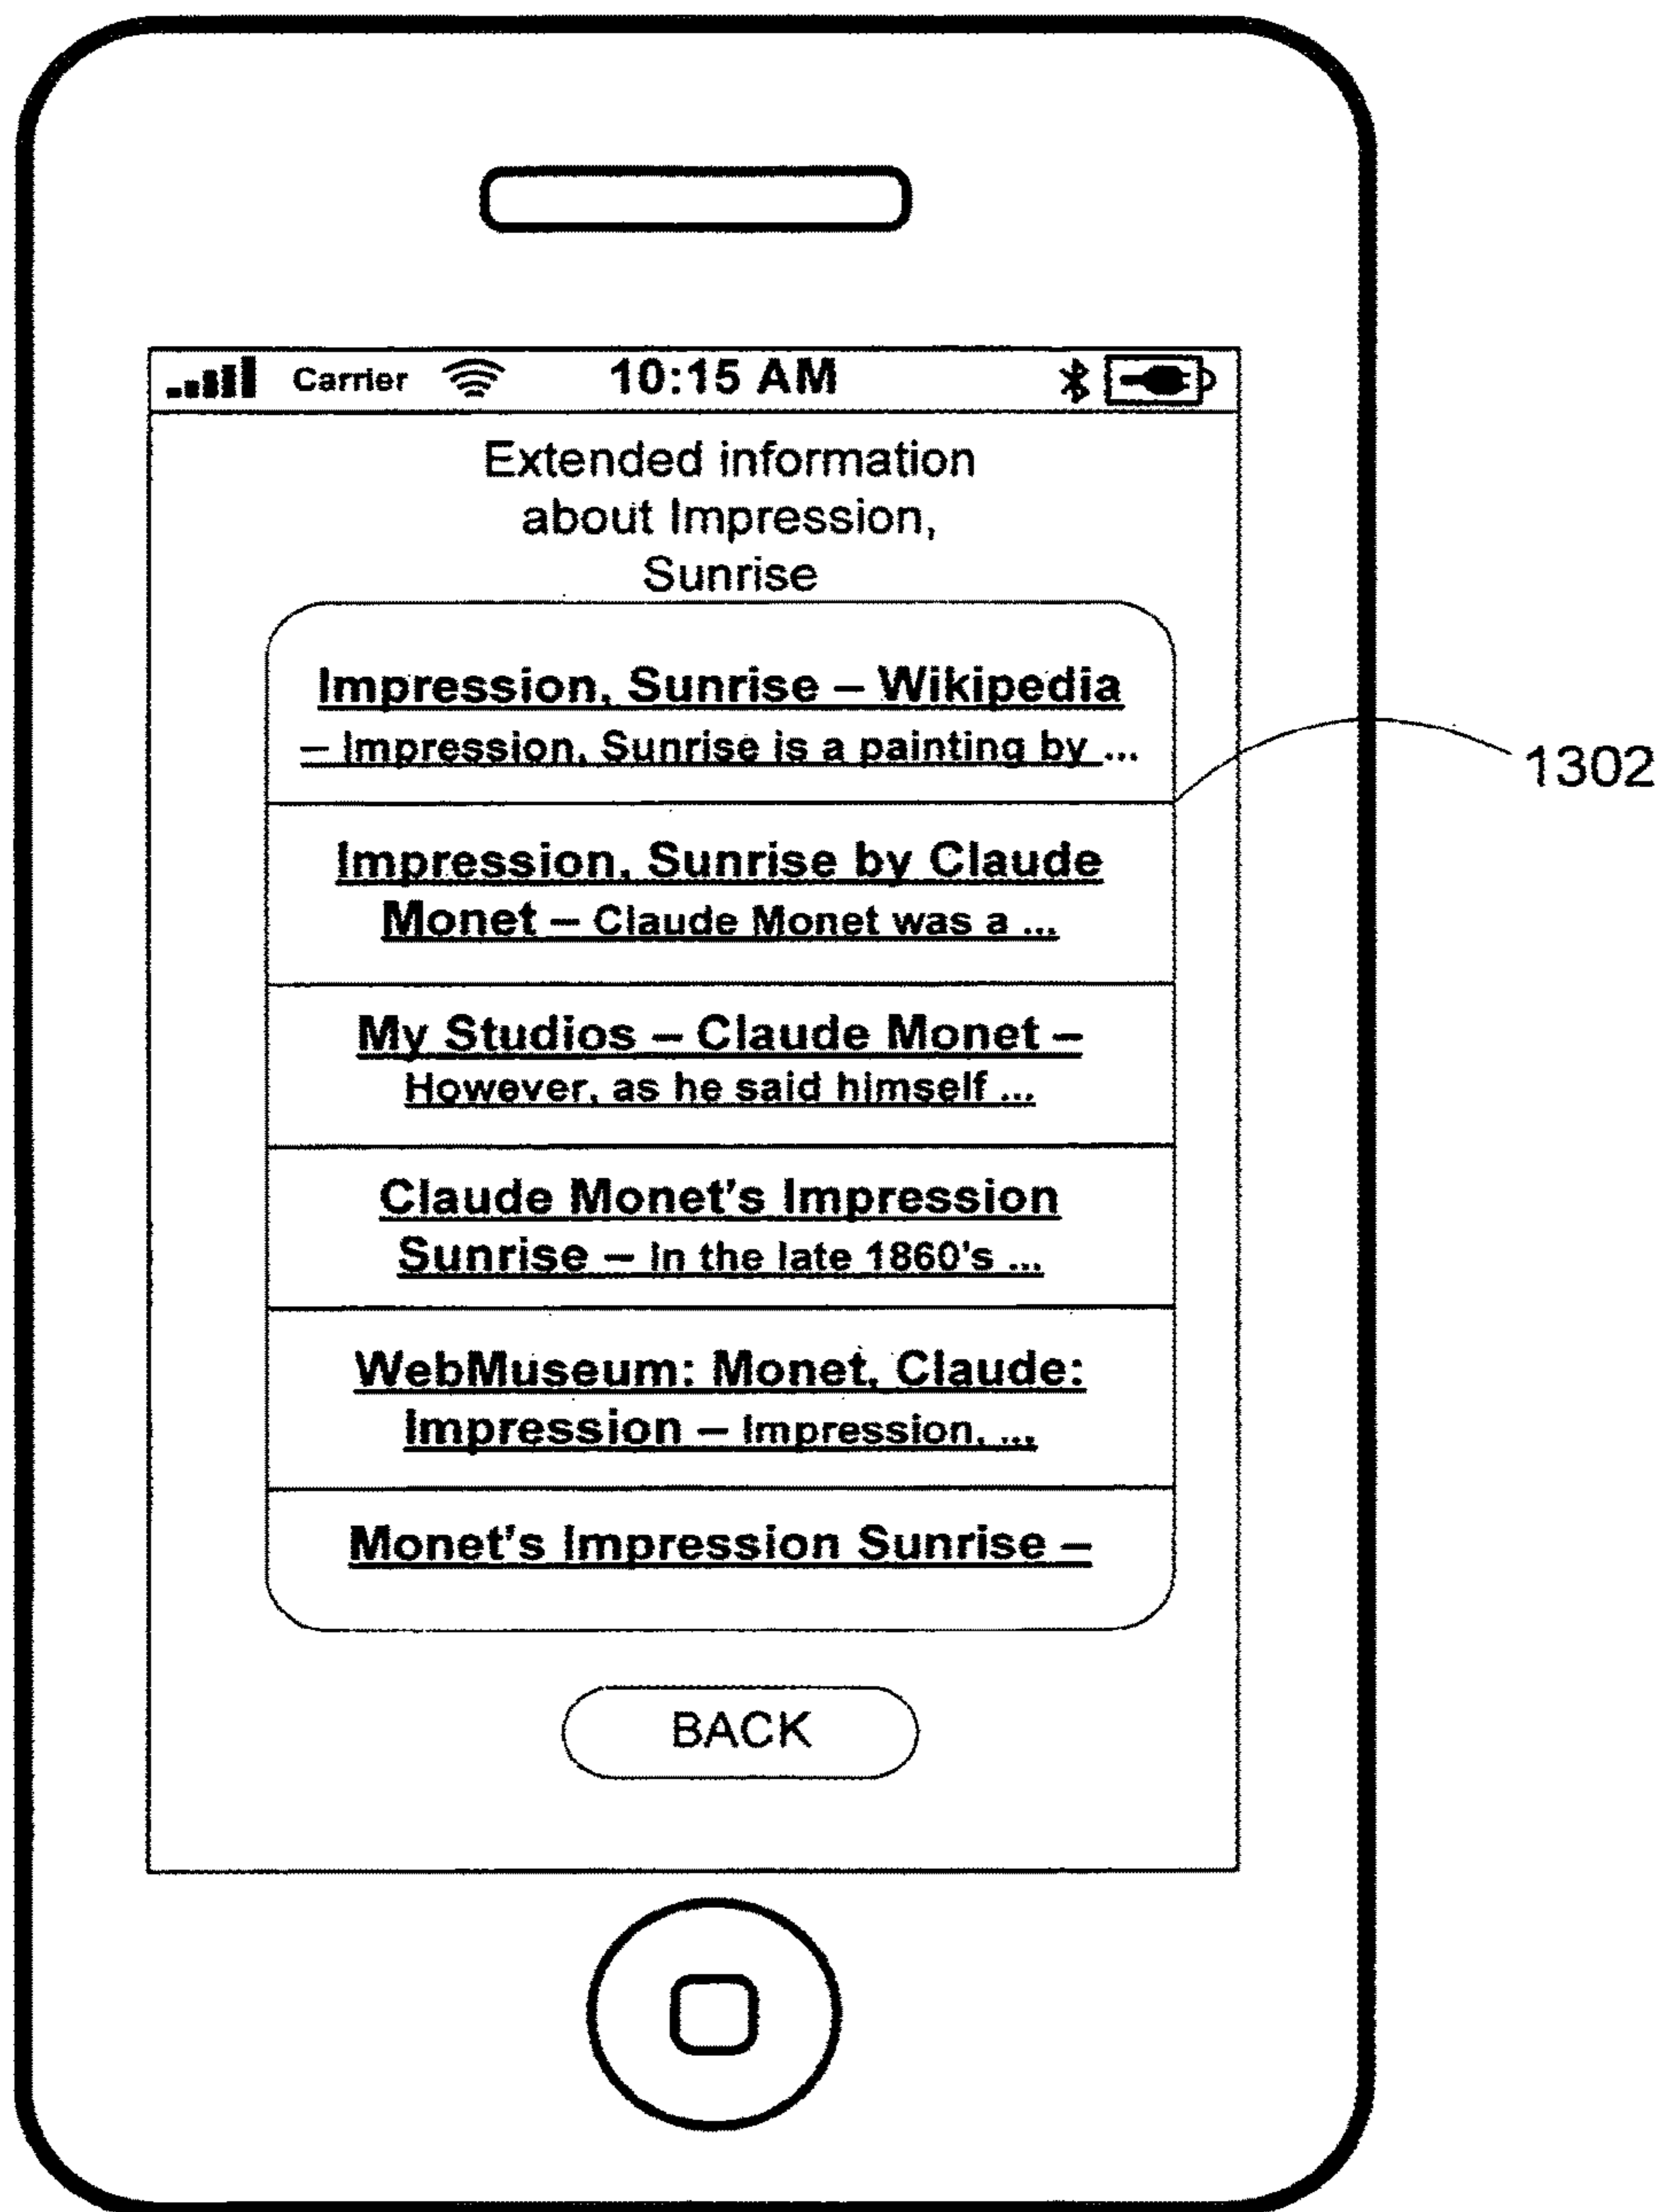 Carrier 10:15 AM
Extended information
about Impression,
Sunrise
Impression, Sunrise – Wikipedia
– Impression, Sunrise is a painting by ...
1302
Impression, Sunrise by Claude
Monet – Claude Monet was a ...
My Studios – Claude Monet –
However, as he said himself ...
Claude Monet's Impression
Sunrise – In the late 1860's ...
WebMuseum: Monet, Claude:
Impression – Impression, ...
Monet's Impression Sunrise –
BACK